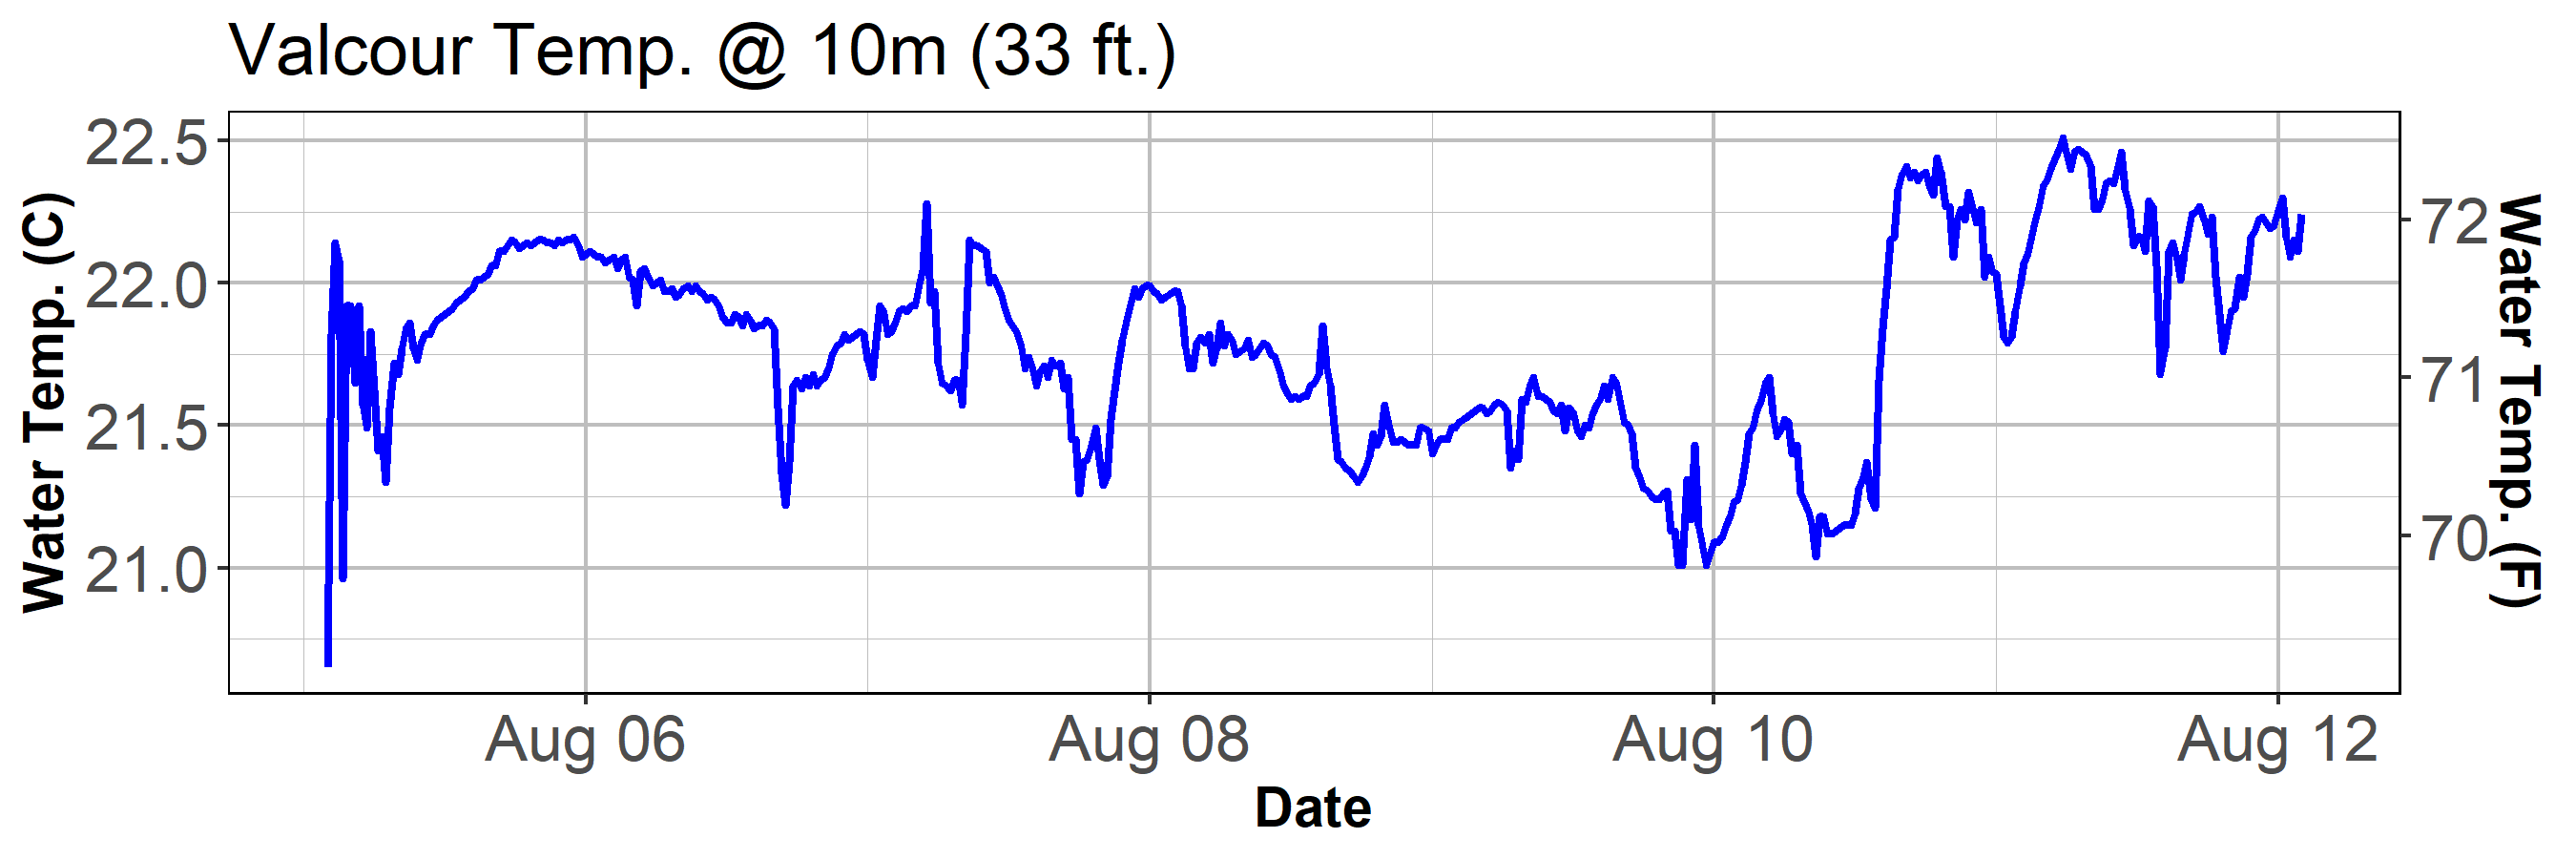 Valcour Temp. @ 10m (33 ft.)
Water Temp. (C)
22.5
22.0
21.5
21.0
72
71
70
Water Temp. (F)
Aug 06 Aug 08 Aug 10 Aug 12
Date